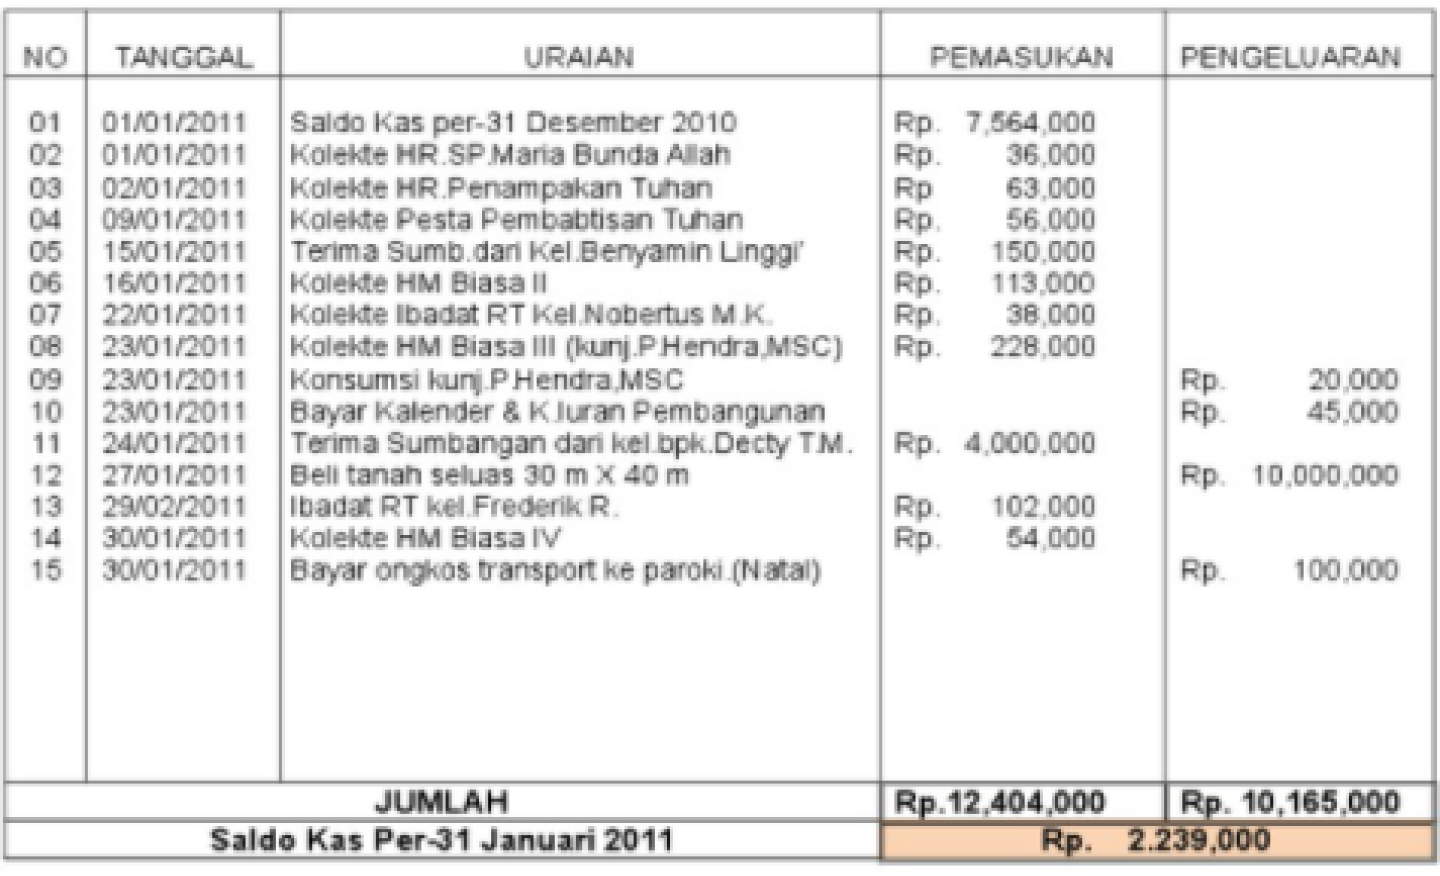 NO TANGGAL URAIAN PEMASUKAN PENGELUARAN
01 01/01/2011 Saldo Kas per-31 Desember 2010 Rp. 7,564,000
02 01/01/2011 Kolekte HR.SP.Maria Bunda Allah Rp. 36,000
03 02/01/2011 Kolekte HR.Penampakan Tuhan Rp 63,000
04 09/01/2011 Kolekte Pesta Pembabtisan Tuhan Rp. 56,000
05 15/01/2011 Terima Sumb.dari Kel.Benyamin Linggi' Rp. 150,000
06 16/01/2011 Kolekte HM Biasa II Rp. 113,000
07 22/01/2011 Kolekte Ibadat RT Kel.Nobertus M.K. Rp. 38,000
08 23/01/2011 Kolekte HM Biasa III (kunj.P.Hendra,MSC) Rp. 228,000
09 23/01/2011 Konsumsi kunj.P.Hendra,MSC Rp. 20,000
10 23/01/2011 Bayar Kalender & K.Iuran Pembangunan Rp. 45,000
11 24/01/2011 Terima Sumbangan dari kel.bpk.Decty T.M. Rp. 4,000,000
12 27/01/2011 Beli tanah seluas 30 m X 40 m Rp. 10,000,000
13 29/02/2011 Ibadat RT kel.Frederik R. Rp. 102,000
14 30/01/2011 Kolekte HM Biasa IV Rp. 54,000
15 30/01/2011 Bayar ongkos transport ke paroki.(Natal) Rp. 100,000
JUMLAH Rp.12,404,000 Rp. 10,165,000
Saldo Kas Per-31 Januari 2011 Rp. 2.239,000